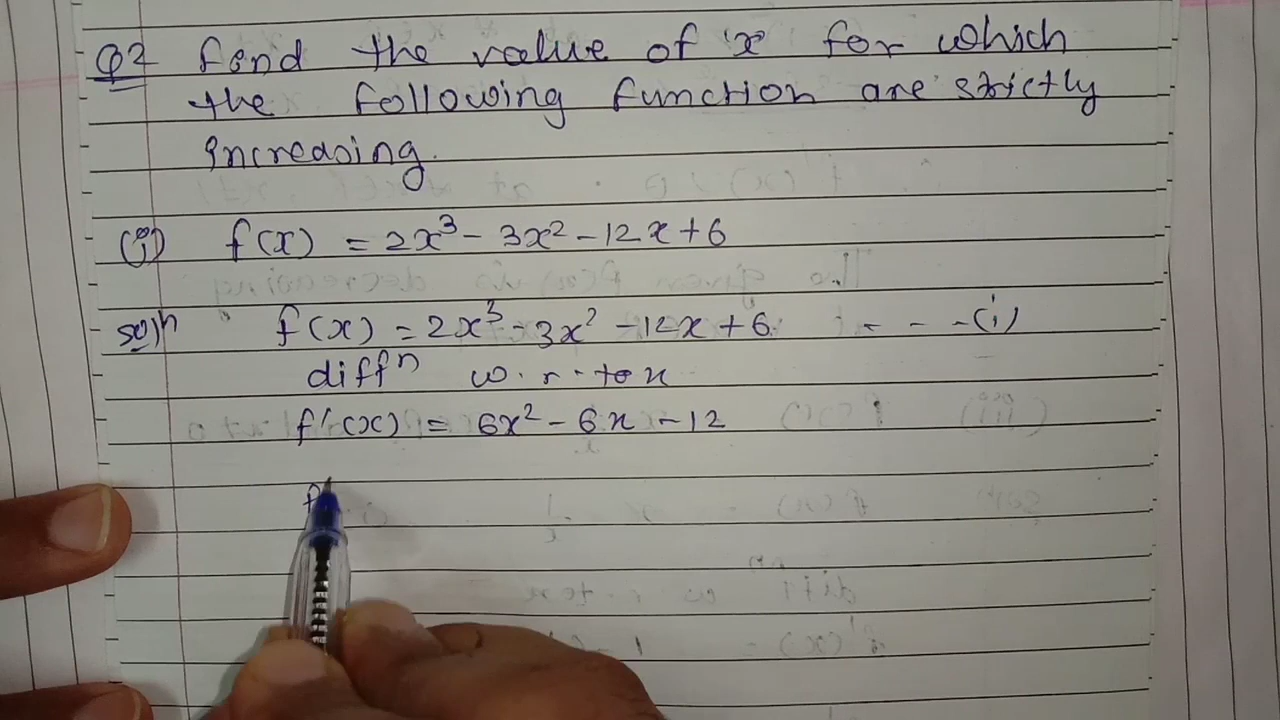 Q2 Find the value of 'x' for which
the following function are strictly
increasing.
(i) f(x) = 2x³ - 3x² - 12x + 6
soln f(x) = 2x³ - 3x² - 12x + 6 - - - (i)
diffⁿ w.r.to x
f'(x) = 6x² - 6x - 12
f